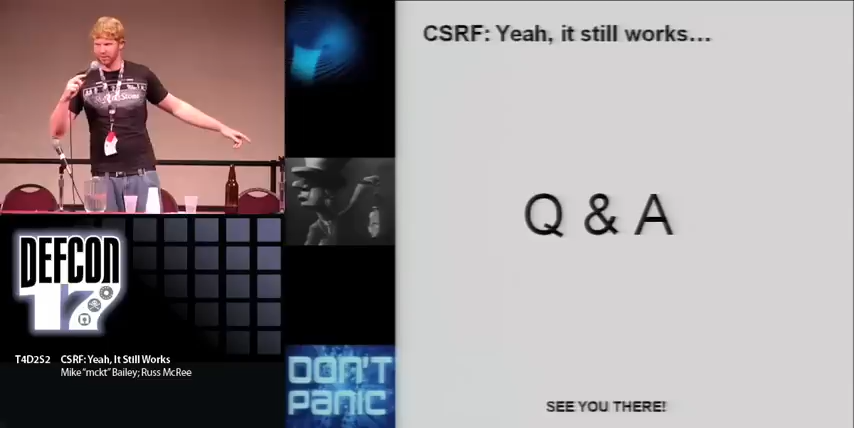 CSRF: Yeah, it still works...
Q & A
SEE YOU THERE!
DEFCON
17
T4D2S2 CSRF: Yeah, It Still Works
Mike "mckt" Bailey; Russ McRee
DON'T
PANIC